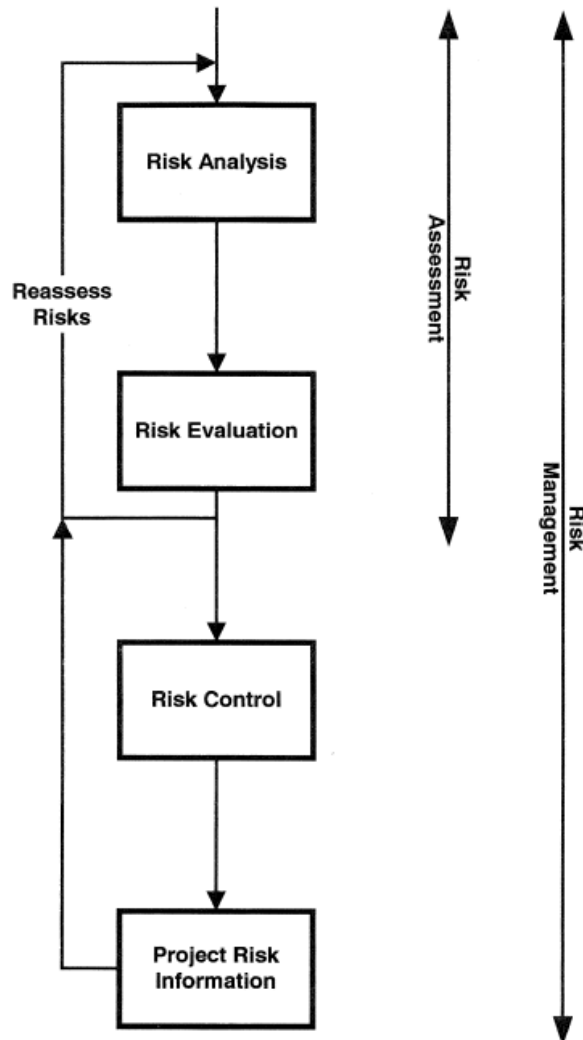 Risk Analysis
Risk
Assessment
Reassess
Risks
Risk Evaluation
Risk
Management
Risk Control
Project Risk
Information